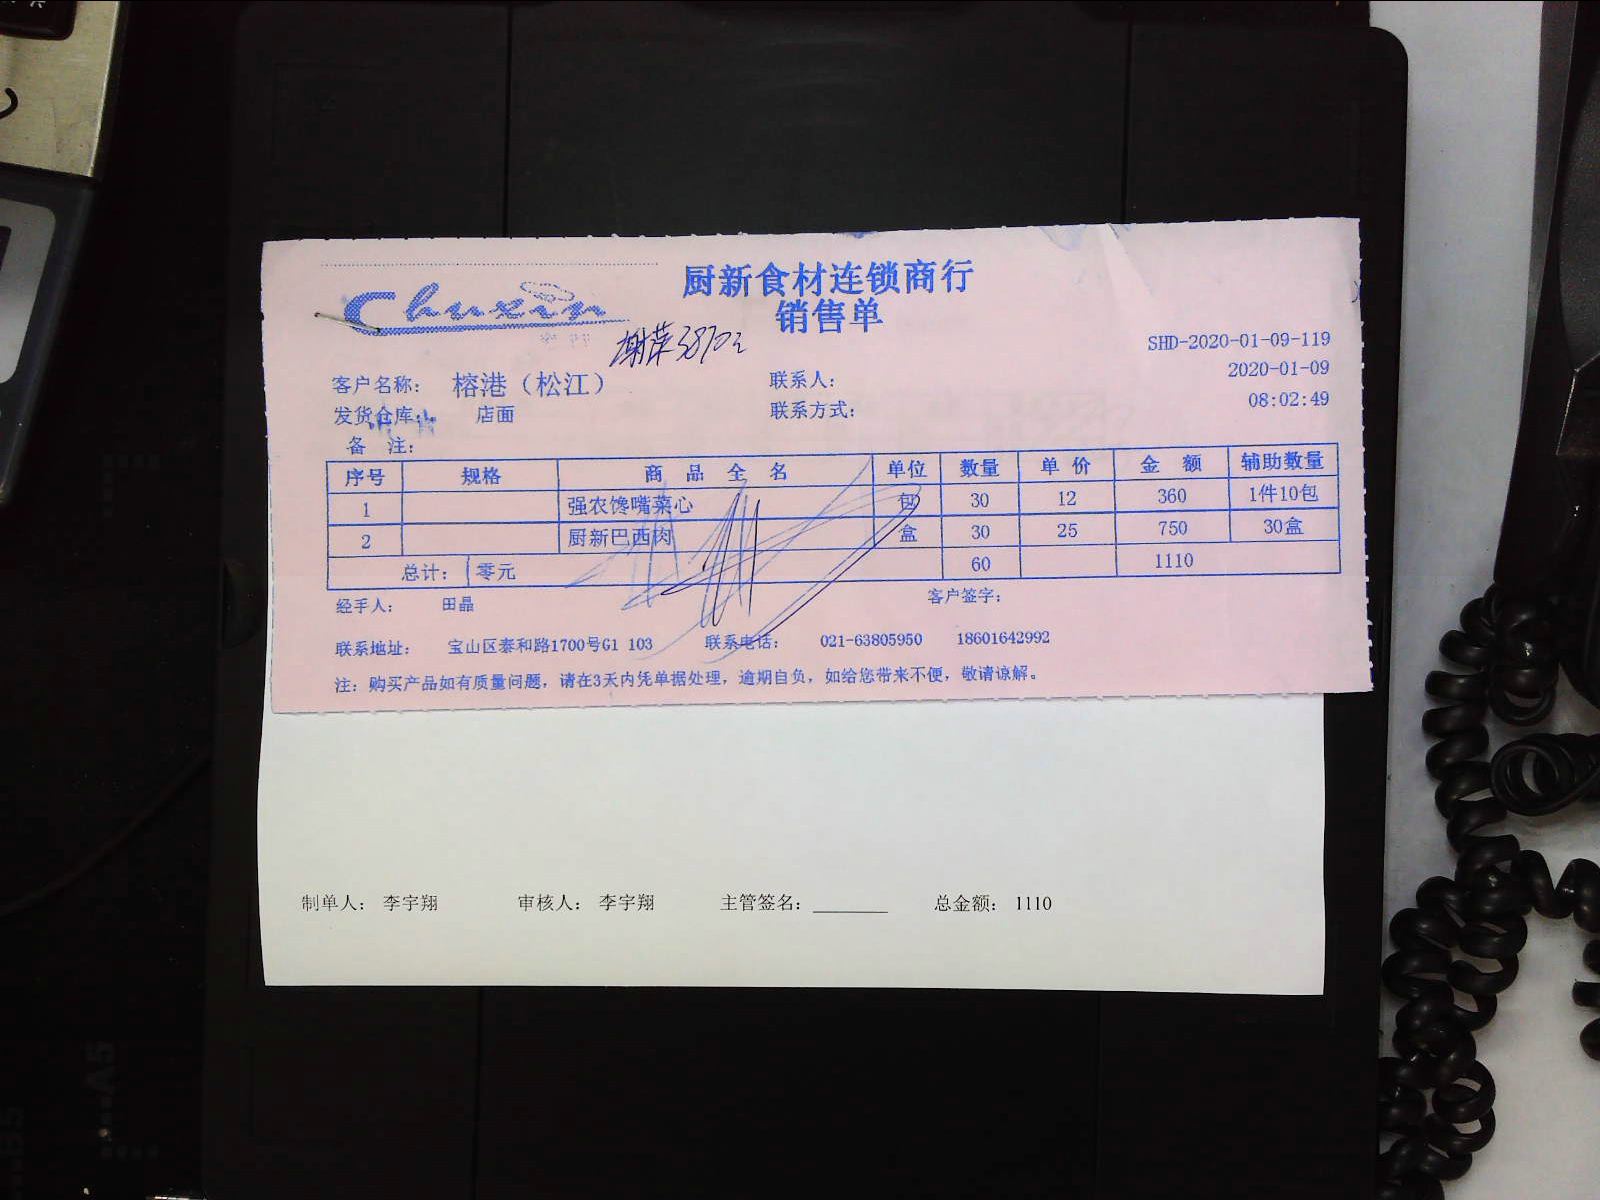 Chuxin
厨新食材连锁商行
销售单
SHD-2020-01-09-119
客户名称： 榕港（松江） 联系人： 2020-01-09
发货仓库： 店面 联系方式： 08:02:49
备 注：
序号 规格 商 品 全 名 单位 数量 单 价 金 额 辅助数量
1 强农馋嘴菜心 包 30 12 360 1件10包
2 厨新巴西肉 盒 30 25 750 30盒
总计： 零元 60 1110
经手人： 田晶 客户签字：
联系地址： 宝山区泰和路1700号G1 103 联系电话： 021-63805950 18601642992
注：购买产品如有质量问题，请在3天内凭单据处理，逾期自负，如给您带来不便，敬请谅解。
制单人： 李宇翔 审核人： 李宇翔 主管签名：________ 总金额： 1110
A5
B5